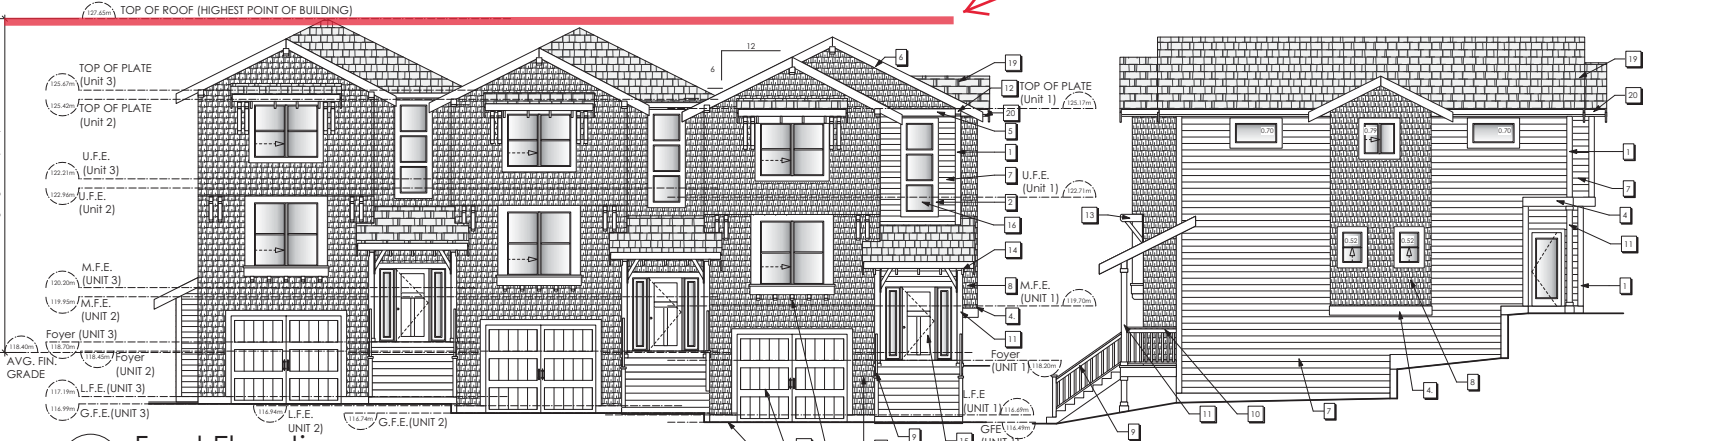 127.65m TOP OF ROOF (HIGHEST POINT OF BUILDING)
12
6
6
19
19
TOP OF PLATE
(Unit 3)
125.67m
12
TOP OF PLATE
(Unit 1)
125.17m
20
125.42m
TOP OF PLATE
(Unit 2)
20
5
0.70
0.79
0.70
1
1
U.F.E.
(Unit 3)
122.21m
7
U.F.E.
(Unit 1)
122.71m
7
122.96m
U.F.E.
(Unit 2)
2
13
4
16
0.52
0.52
11
14
M.F.E.
(UNIT 3)
120.20m
8
M.F.E.
(UNIT 1)
119.70m
1
119.95m
M.F.E.
(UNIT 2)
4.
Foyer (UNIT 3)
118.70m
11
118.40m
AVG. FIN.
GRADE
118.45m
Foyer
(UNIT 2)
Foyer
(UNIT 1)
118.20m
L.F.E.(UNIT 3)
117.19m
4.
8
116.99m
G.F.E.(UNIT 3)
116.94m
L.F.E.
UNIT 2)
116.74m
G.F.E.(UNIT 2)
L.F.E
(UNIT 1)
116.69m
11
10
7
GFE
116.49m
9
15
9
Front Elevation